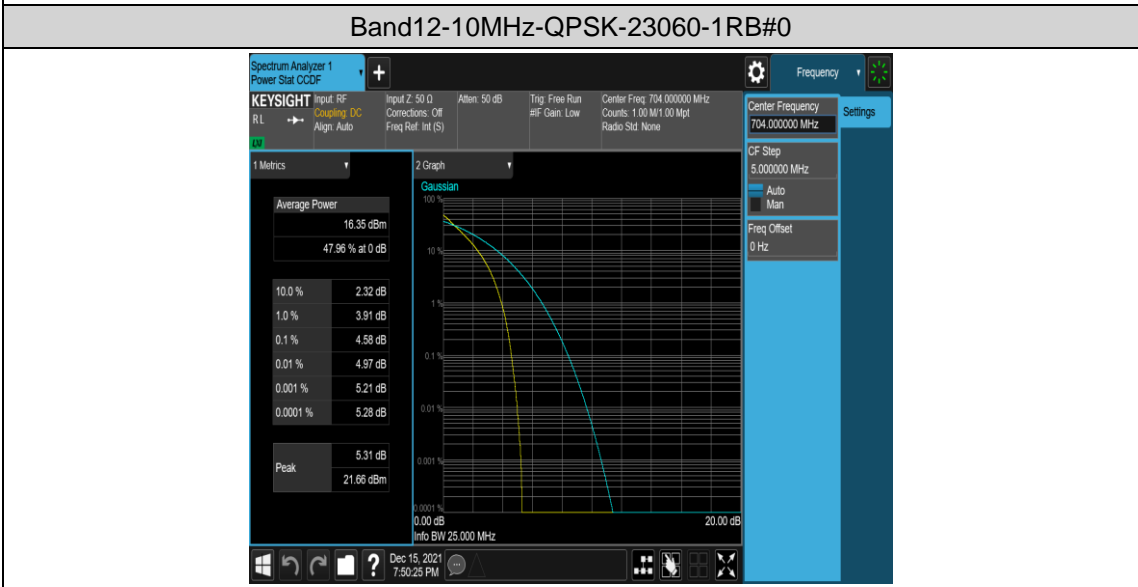 Band12-10MHz-QPSK-23060-1RB#0
Spectrum Analyzer 1
Power Stat CCDF
+
Frequency
KEYSIGHT
RL
LXI
Input: RF
Coupling: DC
Align: Auto
Input Z: 50 Ω
Corrections: Off
Freq Ref: Int (S)
Atten: 50 dB
Trig: Free Run
#IF Gain: Low
Center Freq: 704.000000 MHz
Counts: 1.00 M/1.00 Mpt
Radio Std: None
Center Frequency
704.000000 MHz
Settings
CF Step
5.000000 MHz
Auto
Man
Freq Offset
0 Hz
1 Metrics
Average Power
16.35 dBm
47.96 % at 0 dB
10.0 % 2.32 dB
1.0 % 3.91 dB
0.1 % 4.58 dB
0.01 % 4.97 dB
0.001 % 5.21 dB
0.0001 % 5.28 dB
Peak
5.31 dB
21.66 dBm
2 Graph
Gaussian
100 %
10 %
1 %
0.1 %
0.01 %
0.001 %
0.0001 %
0.00 dB 20.00 dB
Info BW 25.000 MHz
?
Dec 15, 2021
7:50:25 PM